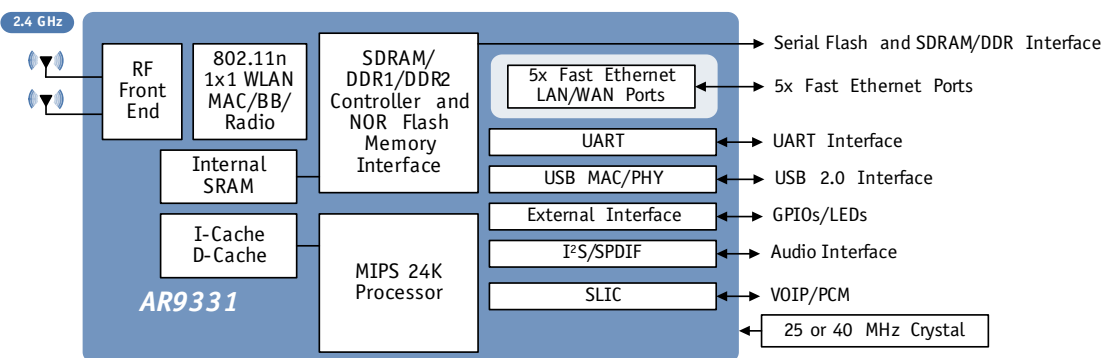 2.4 GHz
RF
Front
End
802.11n
1x1 WLAN
MAC/BB/
Radio
SDRAM/
DDR1/DDR2
Controller and
NOR Flash
Memory
Interface
Internal
SRAM
I-Cache
D-Cache
AR9331
MIPS 24K
Processor
5x Fast Ethernet
LAN/WAN Ports
UART
USB MAC/PHY
External Interface
I²S/SPDIF
SLIC
Serial Flash and SDRAM/DDR Interface
5x Fast Ethernet Ports
UART Interface
USB 2.0 Interface
GPIOs/LEDs
Audio Interface
VOIP/PCM
25 or 40 MHz Crystal